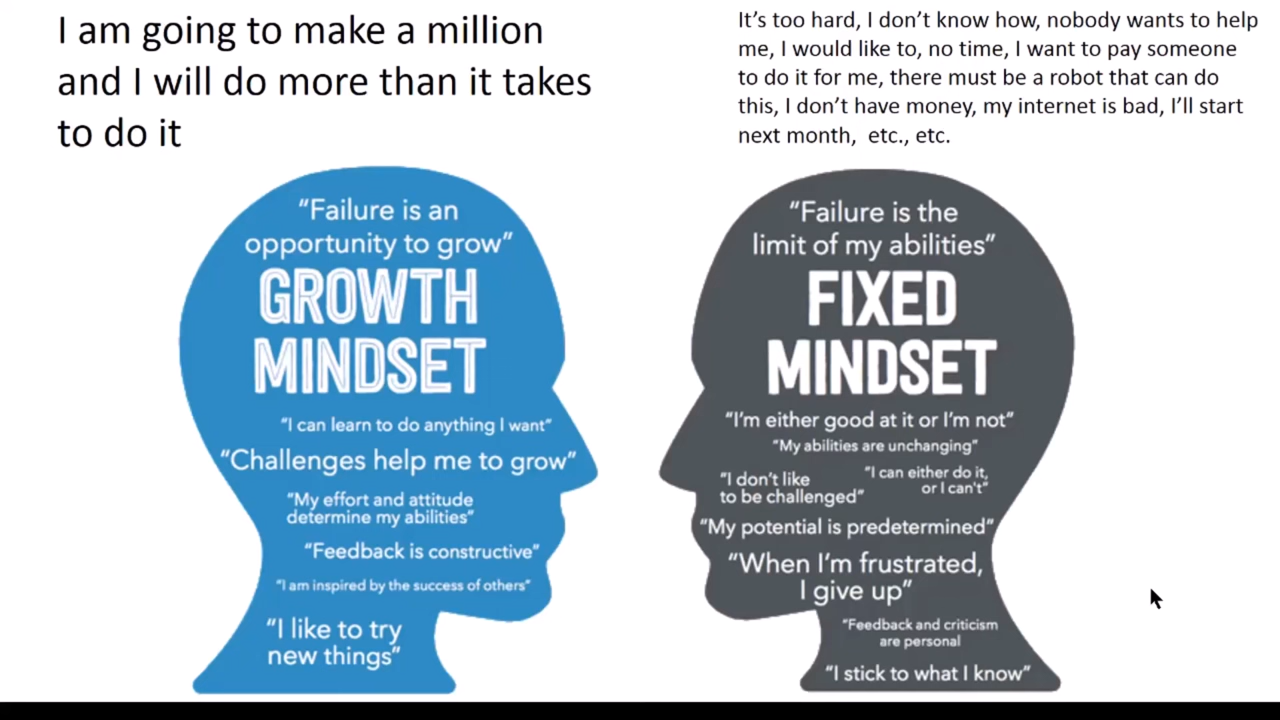 I am going to make a million
and I will do more than it takes
to do it
It's too hard, I don't know how, nobody wants to help
me, I would like to, no time, I want to pay someone
to do it for me, there must be a robot that can do
this, I don't have money, my internet is bad, I'll start
next month,  etc., etc.
“Failure is an
opportunity to grow”
GROWTH
MINDSET
“I can learn to do anything I want”
“Challenges help me to grow”
“My effort and attitude
determine my abilities”
“Feedback is constructive”
“I am inspired by the success of others”
“I like to try
new things”
“Failure is the
limit of my abilities”
FIXED
MINDSET
“I'm either good at it or I'm not”
“My abilities are unchanging”
“I don't like
to be challenged”
“I can either do it,
or I can't”
“My potential is predetermined”
“When I'm frustrated,
I give up”
“Feedback and criticism
are personal
“I stick to what I know”